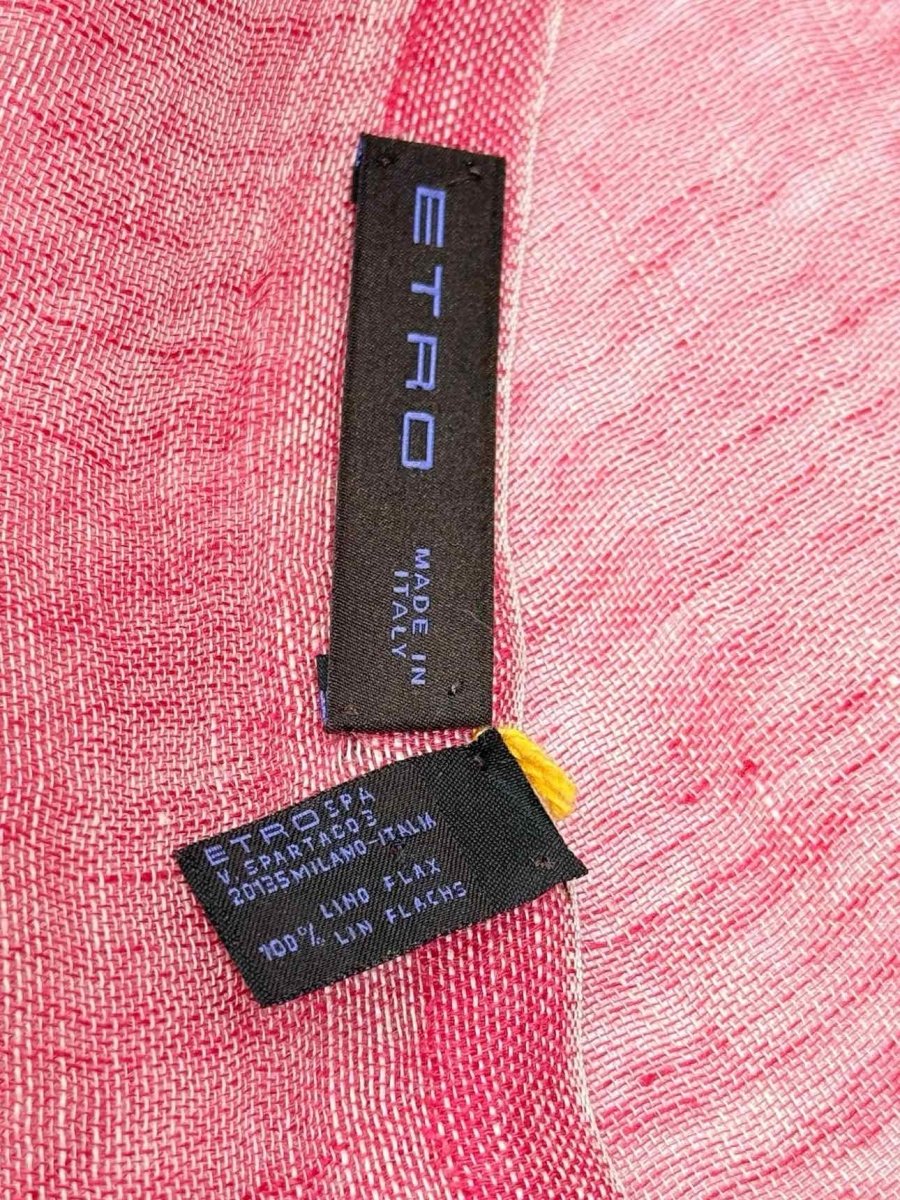 ETRO
MADE IN
ITALY
ETRO SPA
V. SPARTACO 3
20135 MILANO-ITALIA
100% LINO FLAX
LIN FLACHS